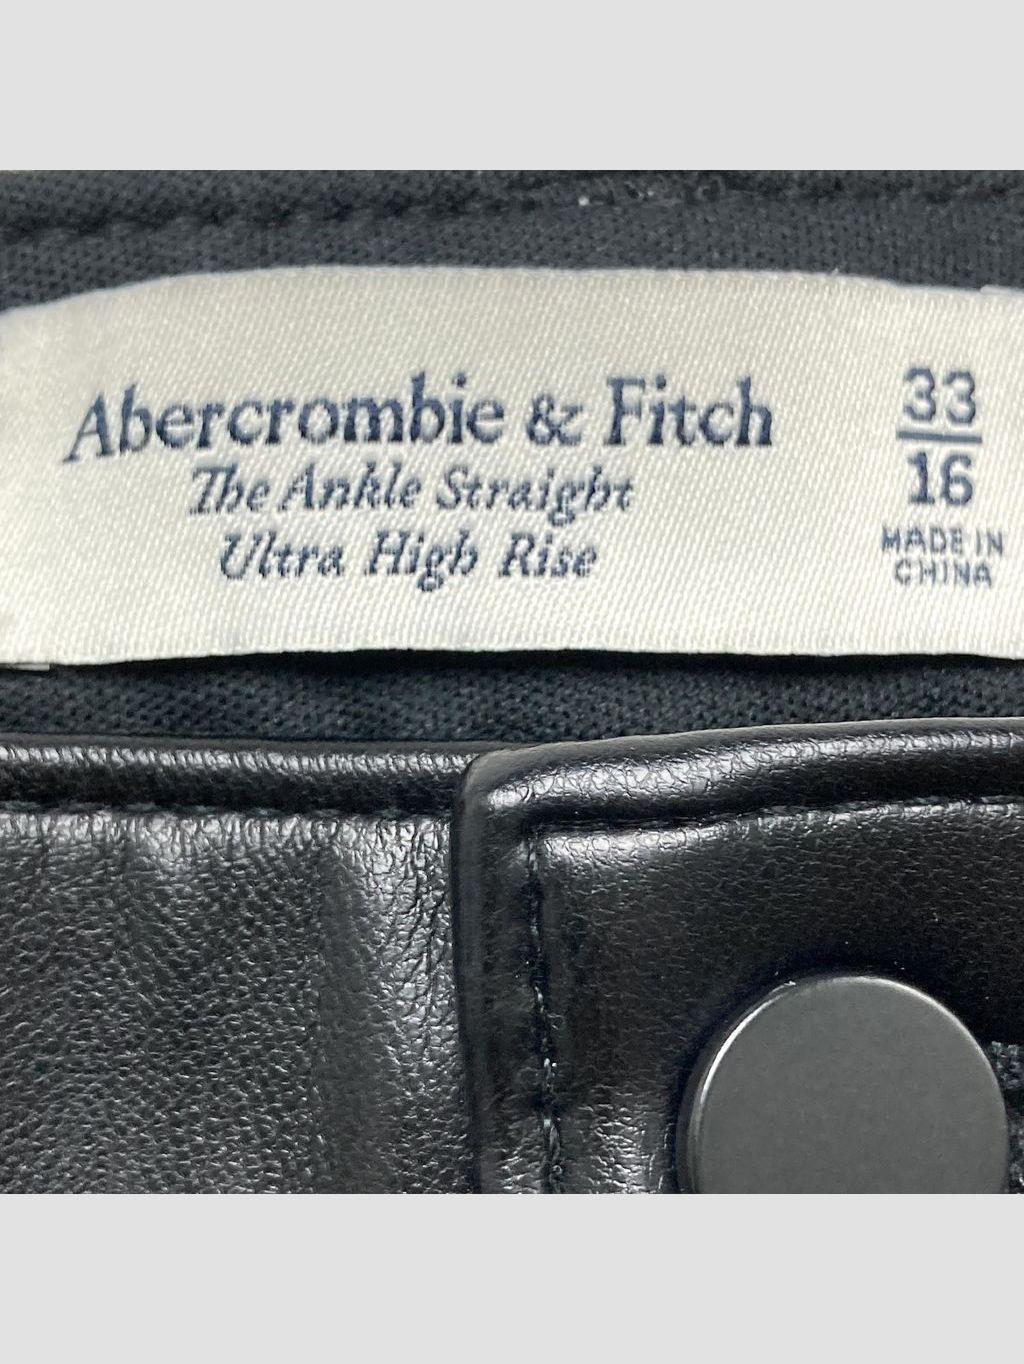 Abercrombie & Fitch
The Ankle Straight
Ultra High Rise
33
16
MADE IN
CHINA